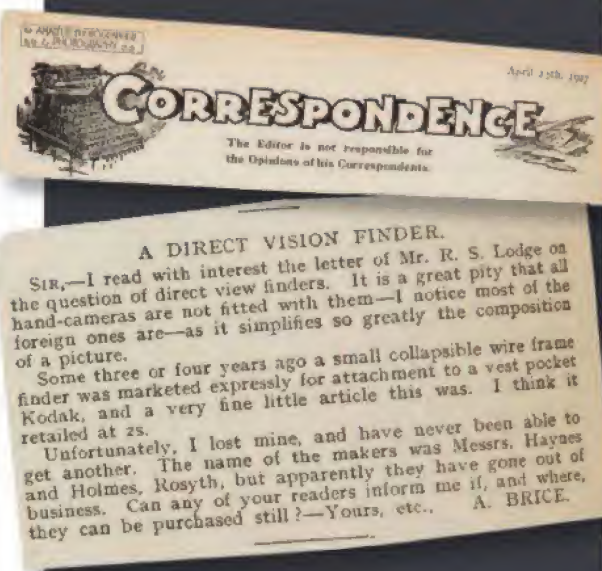 AMATEUR PHOTOGRAPHER
& PHOTOGRAPHY
April 13th, 1927
CORRESPONDENCE
The Editor is not responsible for
the Opinions of his Correspondents.
A DIRECT VISION FINDER.
SIR,—I read with interest the letter of Mr. R. S. Lodge on
the question of direct view finders. It is a great pity that all
hand-cameras are not fitted with them—I notice most of the
foreign ones are—as it simplifies so greatly the composition
of a picture.
Some three or four years ago a small collapsible wire frame
finder was marketed expressly for attachment to a vest pocket
Kodak, and a very fine little article this was. I think it
retailed at 2s.
Unfortunately, I lost mine, and have never been able to
get another. The name of the makers was Messrs. Haynes
and Holmes, Rosyth, but apparently they have gone out of
business. Can any of your readers inform me if, and where,
they can be purchased still?—Yours, etc., A. BRICE.